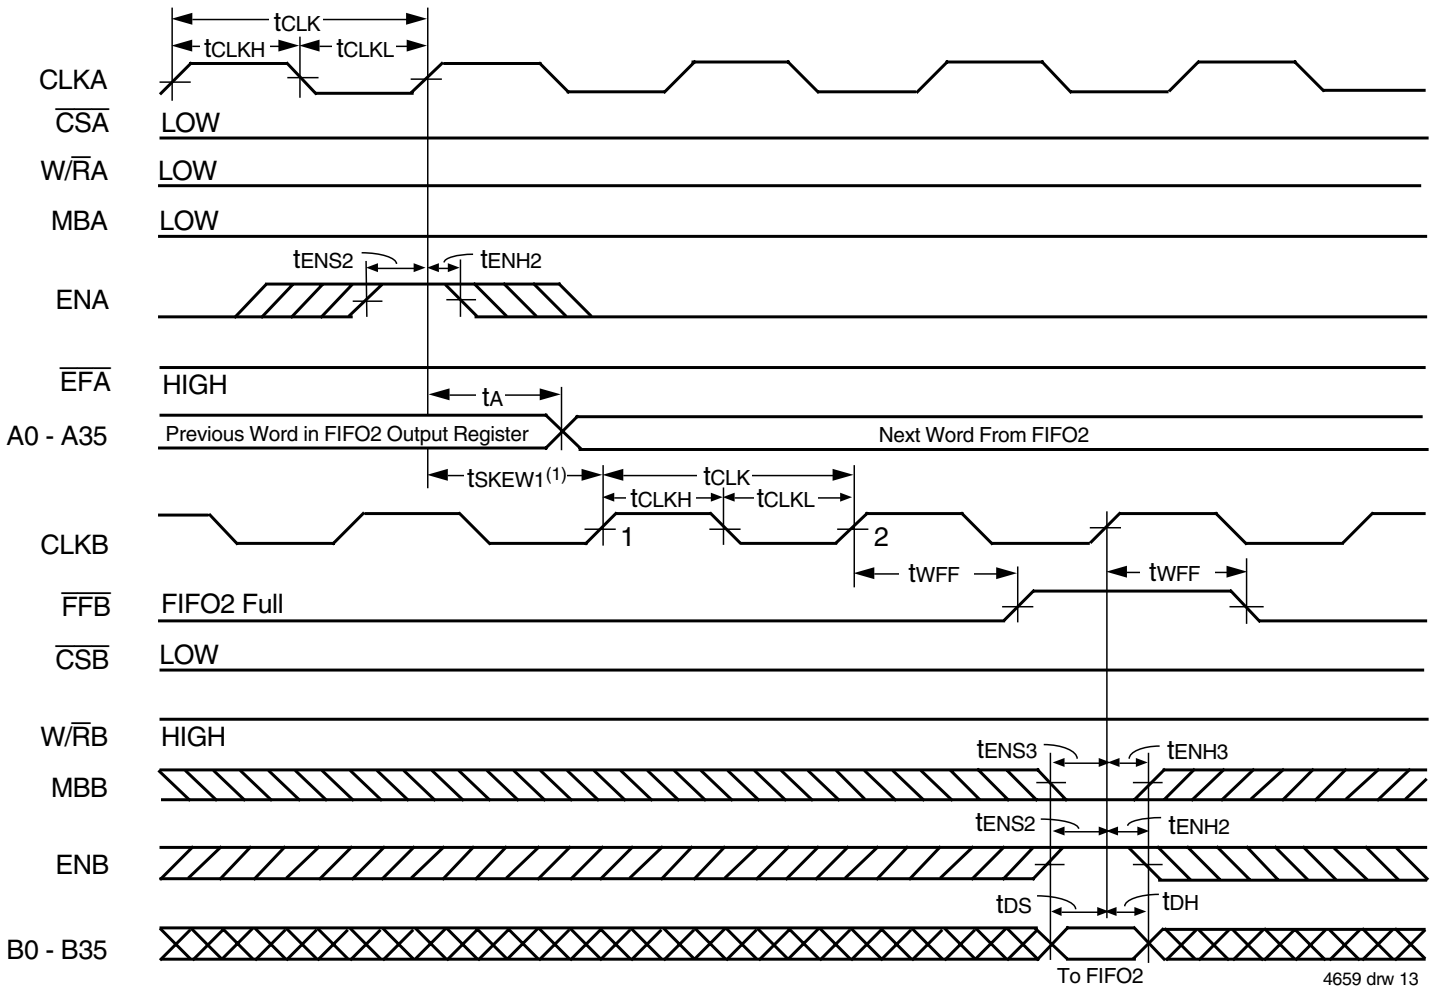 tCLK
tCLKH tCLKL
CLKA
CSA LOW
W/RA LOW
MBA LOW
tENS2 tENH2
ENA
EFA HIGH
tA
A0 - A35 Previous Word in FIFO2 Output Register Next Word From FIFO2
tSKEW1(1) tCLK
tCLKH tCLKL
CLKB 1 2
tWFF tWFF
FFB FIFO2 Full
CSB LOW
W/RB HIGH
tENS3 tENH3
MBB
tENS2 tENH2
ENB
tDS tDH
B0 - B35
To FIFO2
4659 drw 13